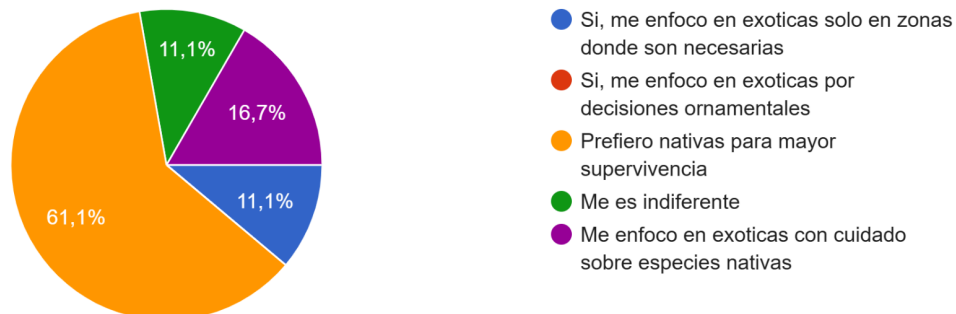 11,1%
16,7%
11,1%
61,1%
Si, me enfoco en exoticas solo en zonas
donde son necesarias
Si, me enfoco en exoticas por
decisiones ornamentales
Prefiero nativas para mayor
supervivencia
Me es indiferente
Me enfoco en exoticas con cuidado
sobre especies nativas